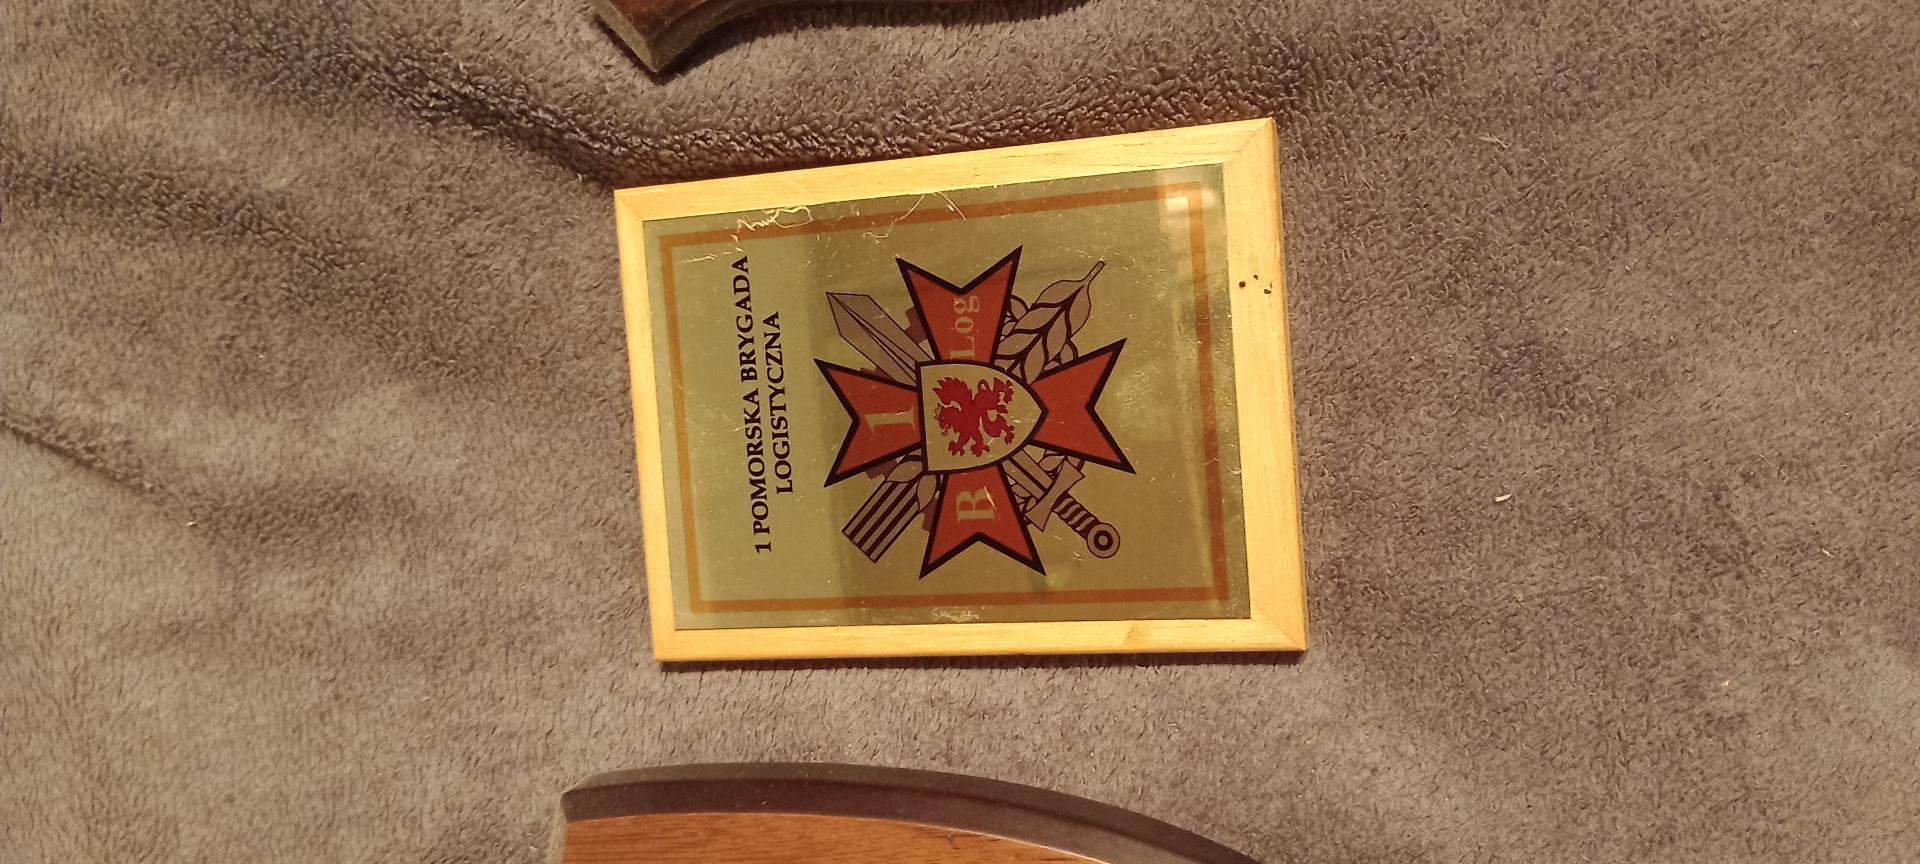 1 POMORSKA BRYGADA
LOGISTYCZNA
1
B Log